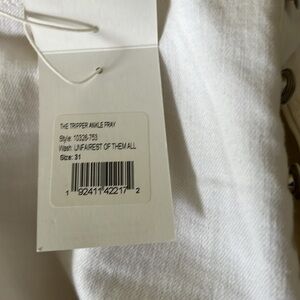 THE TRIPPER ANKLE FRAY
Style: 10326-753
Wash: UNFAIREST OF THEM ALL
Size: 31
1 92411 42217 2